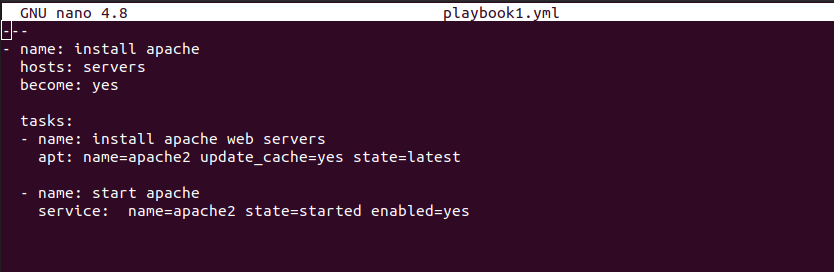 GNU nano 4.8 playbook1.yml
---
- name: install apache
  hosts: servers
  become: yes

  tasks:
  - name: install apache web servers
    apt: name=apache2 update_cache=yes state=latest

  - name: start apache
    service:  name=apache2 state=started enabled=yes